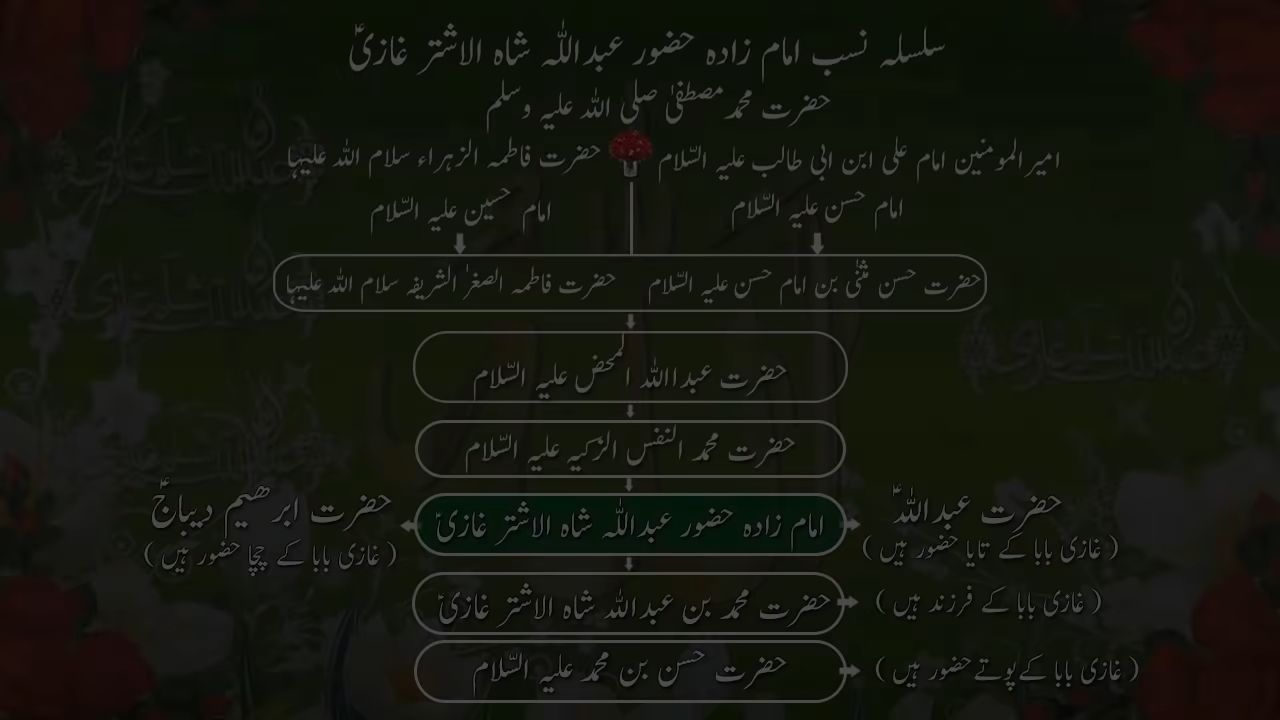 سلسلہ نسب امام زادہ حضور عبداللّٰہ شاہ الاشتر غازیؑ
حضرت محمد مصطفیٰ صلی اللہ علیہ وسلم
امیر المومنین امام علی ابن ابی طالب علیہ السّلام
حضرت فاطمہ الزہراء سلام اللہ علیہا
امام حسن علیہ السّلام
امام حسین علیہ السّلام
حضرت حسن مثنٰی بن امام حسن علیہ السّلام
حضرت فاطمہ الصغریٰ الشریفہ سلام اللہ علیہا
حضرت عبداللہ المحض علیہ السّلام
حضرت محمد النفس الزکیہ علیہ السّلام
حضرت عبداللّٰہؑ
(غازی بابا کے تایا حضور ہیں)
امام زادہ حضور عبداللّٰہ شاہ الاشتر غازیؑ
حضرت ابرھیم دیباجؑ
(غازی بابا کے چچا حضور ہیں)
حضرت محمد بن عبداللہ شاہ الاشتر غازیؑ
(غازی بابا کے فرزند ہیں)
حضرت حسن بن محمد علیہ السّلام
(غازی بابا کے پوتے حضور ہیں)